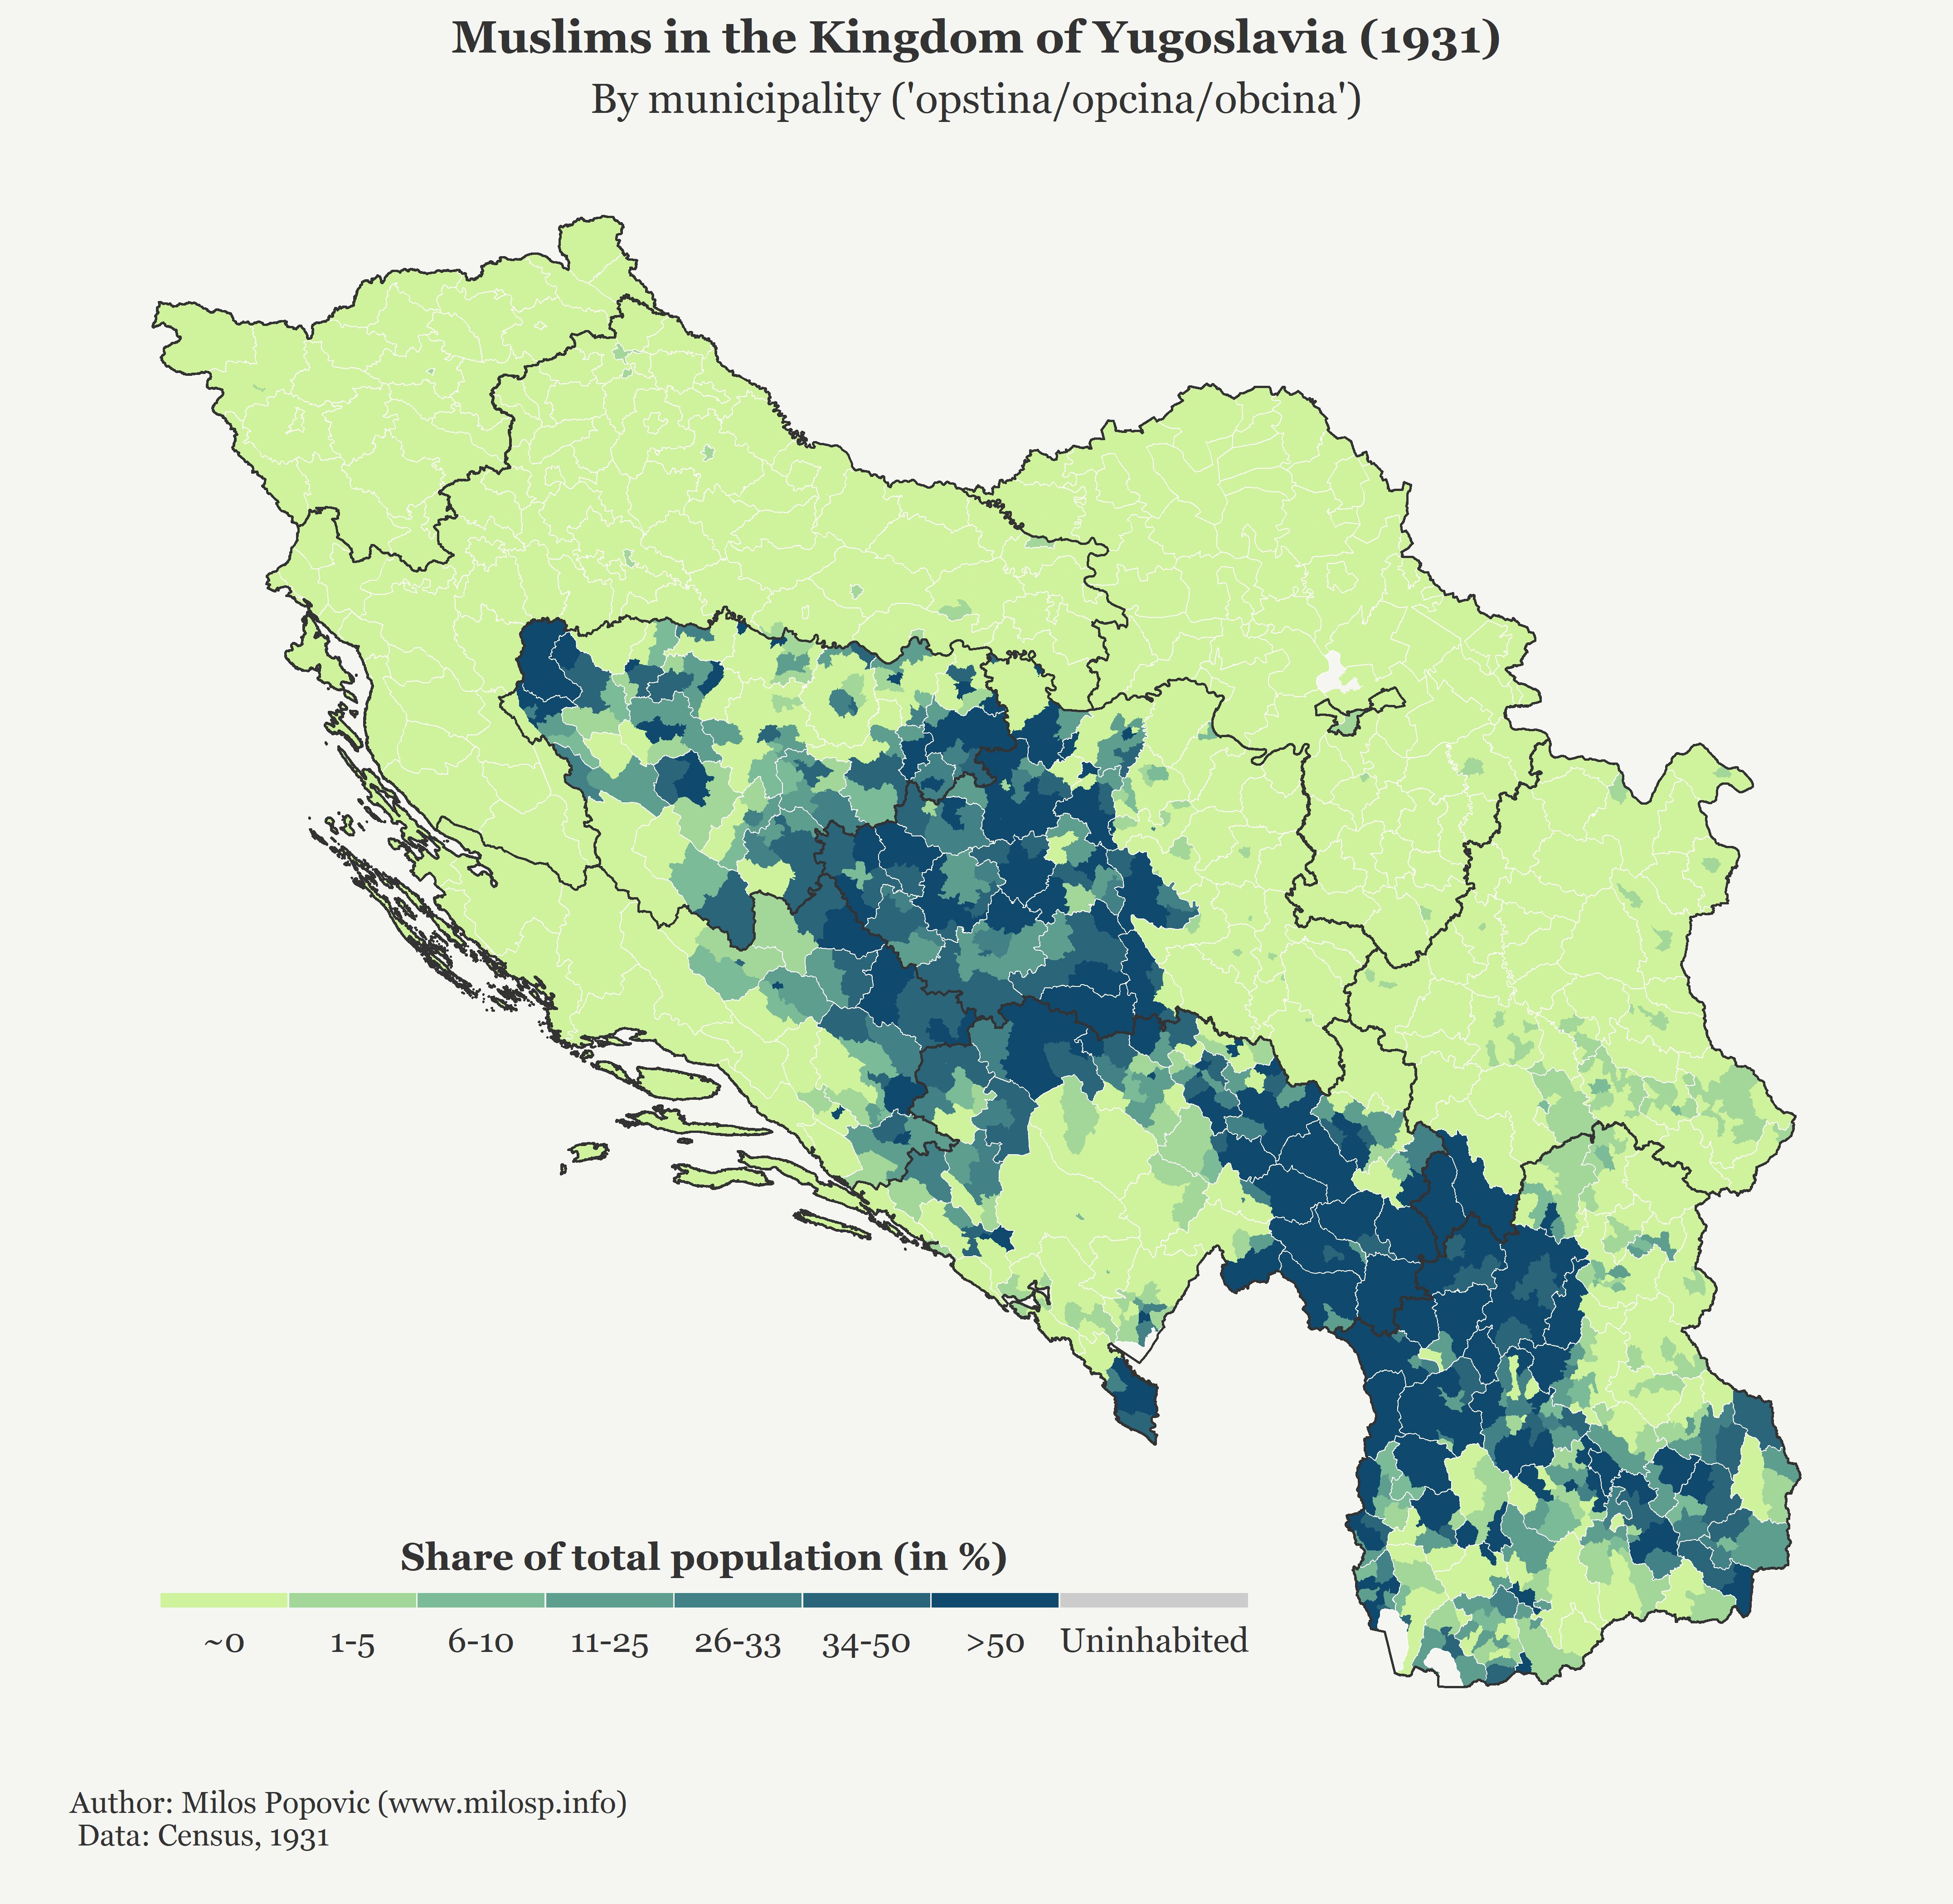 Muslims in the Kingdom of Yugoslavia (1931)
By municipality ('opstina/opcina/obcina')
Share of total population (in %)
~0 1-5 6-10 11-25 26-33 34-50 >50 Uninhabited
Author: Milos Popovic (www.milosp.info)
Data: Census, 1931